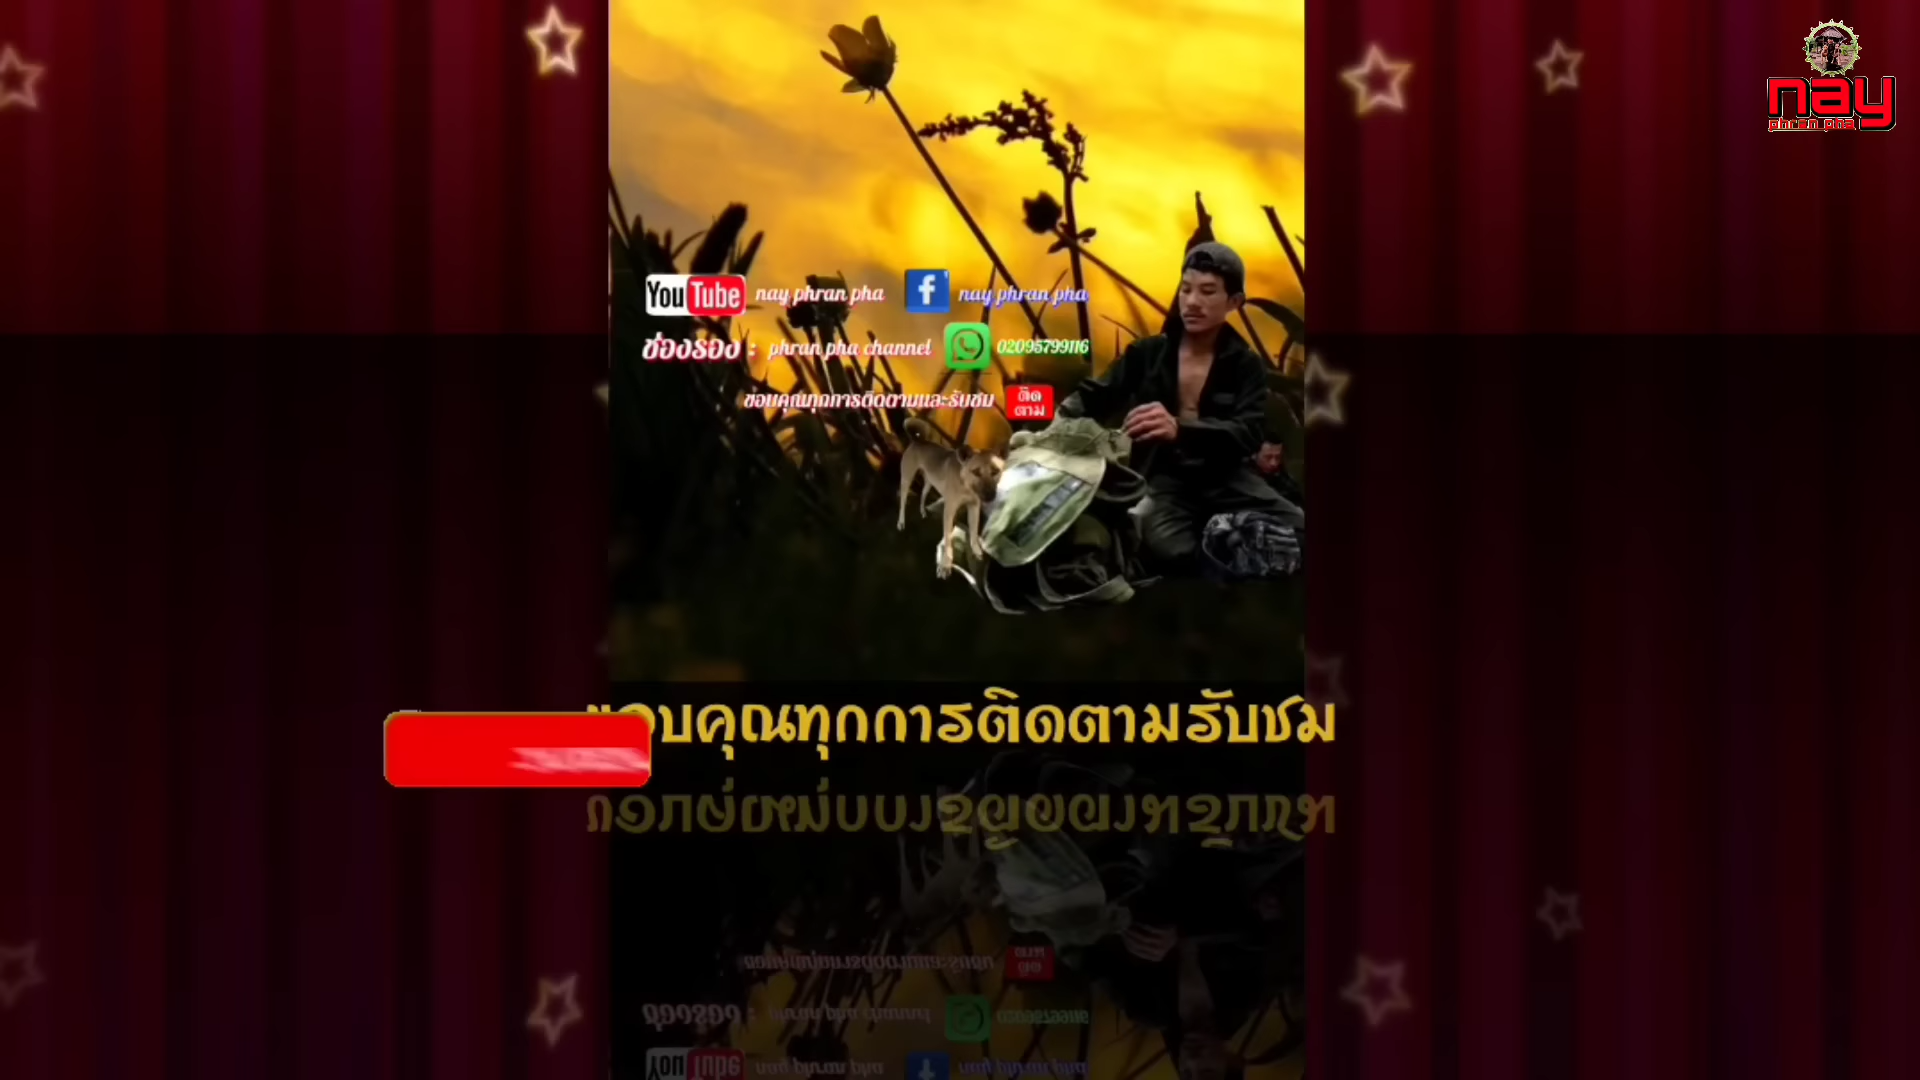 nay
phran pha
YouTube nay phran pha f nay phran pha
ช่องรอง : phran pha channel 02095799116
ขอบคุณทุกการติดตามและรับชม ติดตาม
ขอบคุณทุกการติดตามรับชม